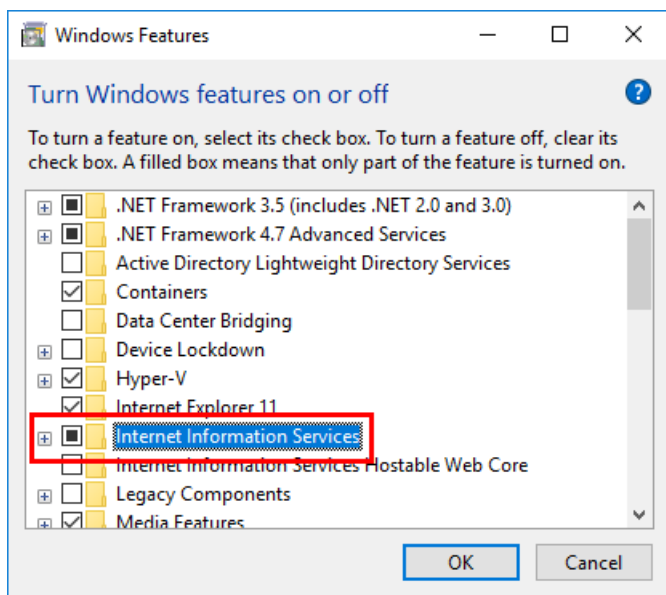 Windows Features
Turn Windows features on or off
To turn a feature on, select its check box. To turn a feature off, clear its
check box. A filled box means that only part of the feature is turned on.
.NET Framework 3.5 (includes .NET 2.0 and 3.0)
.NET Framework 4.7 Advanced Services
Active Directory Lightweight Directory Services
Containers
Data Center Bridging
Device Lockdown
Hyper-V
Internet Explorer 11
Internet Information Services
Internet Information Services Hostable Web Core
Legacy Components
Media Features
OK Cancel